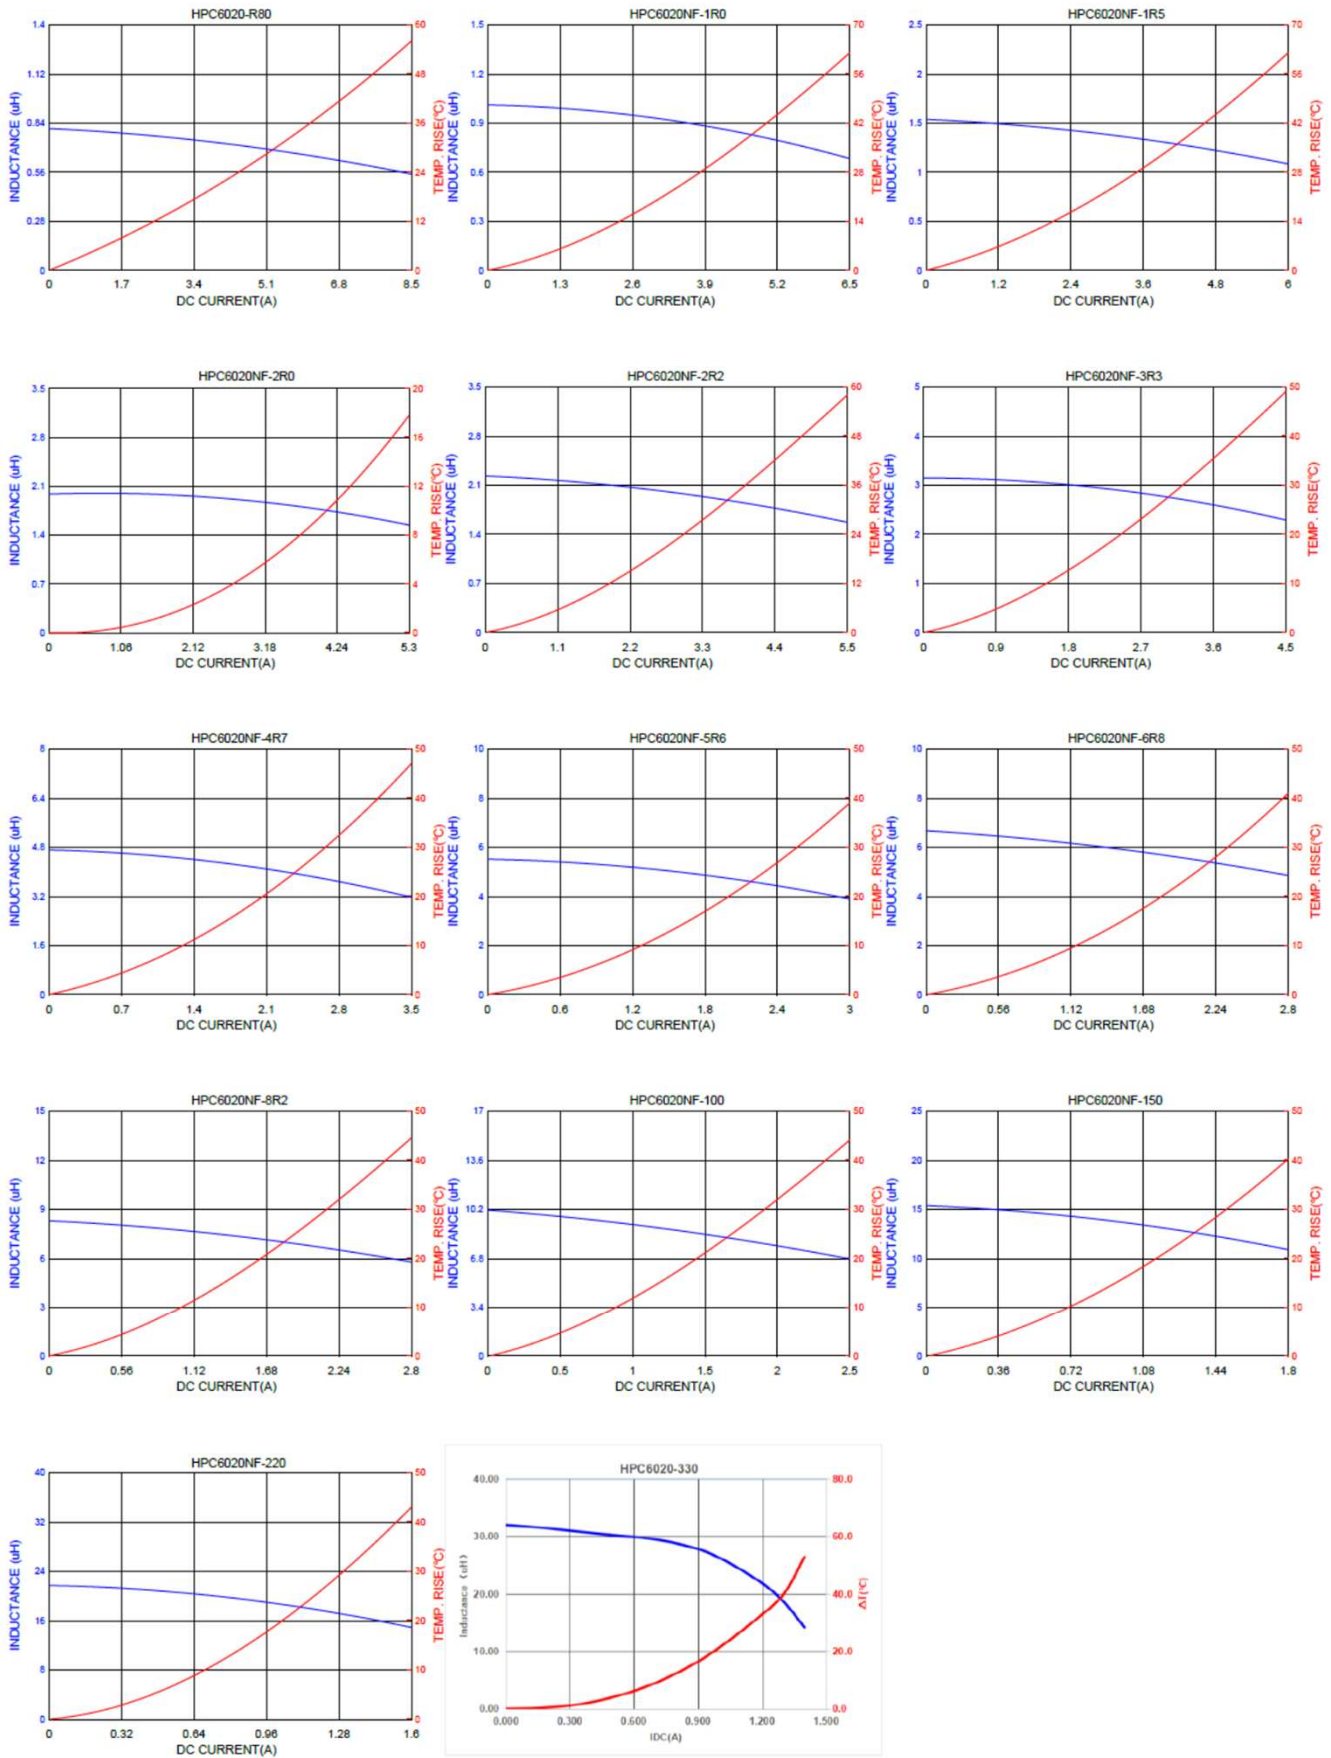 HPC6020-R80
INDUCTANCE (uH)
1.4
1.12
0.84
0.56
0.28
0
60
48
36
24
12
0
TEMP. RISE(℃)
0 1.7 3.4 5.1 6.8 8.5
DC CURRENT(A)
HPC6020NF-1R0
INDUCTANCE (uH)
1.5
1.2
0.9
0.6
0.3
0
70
56
42
28
14
0
TEMP. RISE(℃)
0 1.3 2.6 3.9 5.2 6.5
DC CURRENT(A)
HPC6020NF-1R5
INDUCTANCE (uH)
2.5
2
1.5
1
0.5
0
70
56
42
28
14
0
TEMP. RISE(℃)
0 1.2 2.4 3.6 4.8 6
DC CURRENT(A)
HPC6020NF-2R0
INDUCTANCE (uH)
3.5
2.8
2.1
1.4
0.7
0
20
16
12
8
4
0
TEMP. RISE(℃)
0 1.06 2.12 3.18 4.24 5.3
DC CURRENT(A)
HPC6020NF-2R2
INDUCTANCE (uH)
3.5
2.8
2.1
1.4
0.7
0
60
48
36
24
12
0
TEMP. RISE(℃)
0 1.1 2.2 3.3 4.4 5.5
DC CURRENT(A)
HPC6020NF-3R3
INDUCTANCE (uH)
5
4
3
2
1
0
50
40
30
20
10
0
TEMP. RISE(℃)
0 0.9 1.8 2.7 3.6 4.5
DC CURRENT(A)
HPC6020NF-4R7
INDUCTANCE (uH)
8
6.4
4.8
3.2
1.6
0
50
40
30
20
10
0
TEMP. RISE(℃)
0 0.7 1.4 2.1 2.8 3.5
DC CURRENT(A)
HPC6020NF-5R6
INDUCTANCE (uH)
10
8
6
4
2
0
50
40
30
20
10
0
TEMP. RISE(℃)
0 0.6 1.2 1.8 2.4 3
DC CURRENT(A)
HPC6020NF-6R8
INDUCTANCE (uH)
10
8
6
4
2
0
50
40
30
20
10
0
TEMP. RISE(℃)
0 0.56 1.12 1.68 2.24 2.8
DC CURRENT(A)
HPC6020NF-8R2
INDUCTANCE (uH)
15
12
9
6
3
0
50
40
30
20
10
0
TEMP. RISE(℃)
0 0.56 1.12 1.68 2.24 2.8
DC CURRENT(A)
HPC6020NF-100
INDUCTANCE (uH)
17
13.6
10.2
6.8
3.4
0
50
40
30
20
10
0
TEMP. RISE(℃)
0 0.5 1 1.5 2 2.5
DC CURRENT(A)
HPC6020NF-150
INDUCTANCE (uH)
25
20
15
10
5
0
50
40
30
20
10
0
TEMP. RISE(℃)
0 0.36 0.72 1.08 1.44 1.8
DC CURRENT(A)
HPC6020NF-220
INDUCTANCE (uH)
40
32
24
16
8
0
50
40
30
20
10
0
TEMP. RISE(℃)
0 0.32 0.64 0.96 1.28 1.6
DC CURRENT(A)
HPC6020-330
Inductance (uH)
40.00
30.00
20.00
10.00
0.00
80.0
60.0
40.0
20.0
0.0
ΔT(℃)
0.000 0.300 0.600 0.900 1.200 1.500
IDC(A)